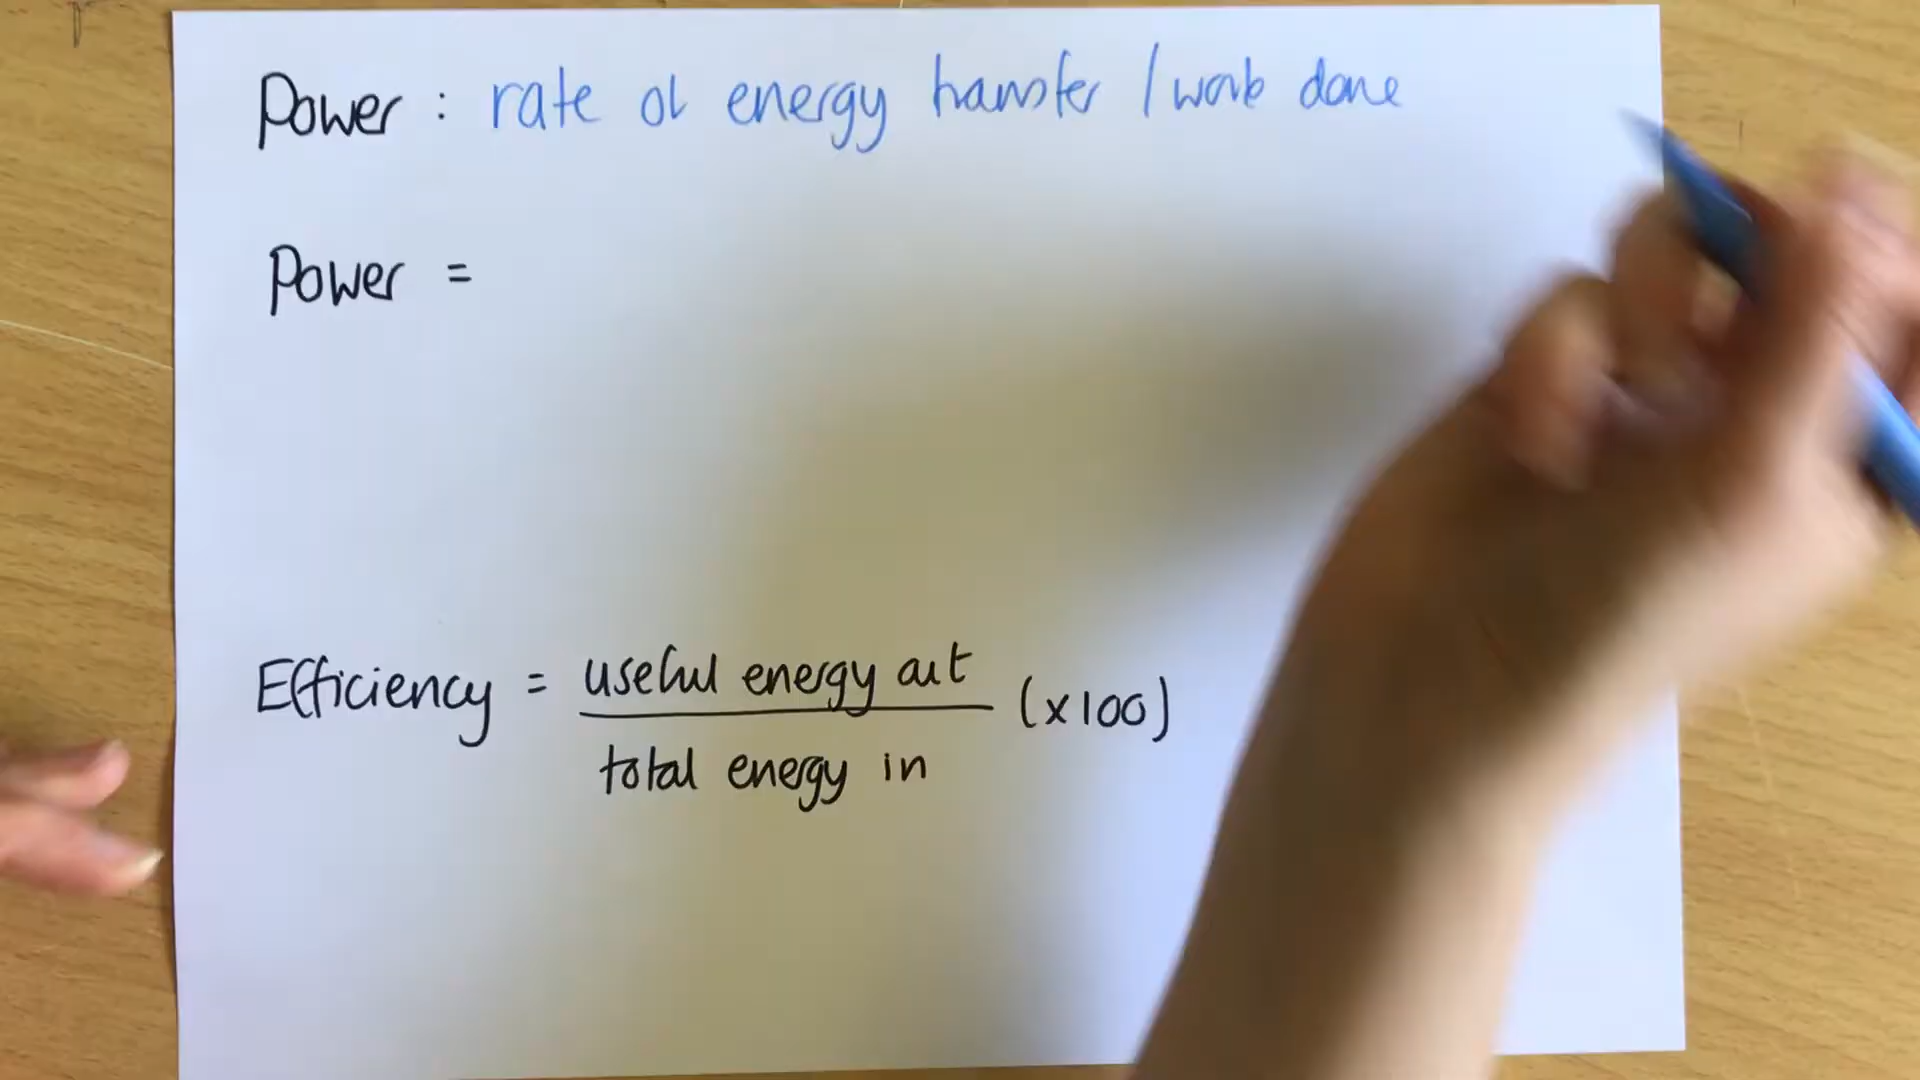 Power : rate of energy transfer / work done
Power =
Efficiency = useful energy out (x100)
total energy in